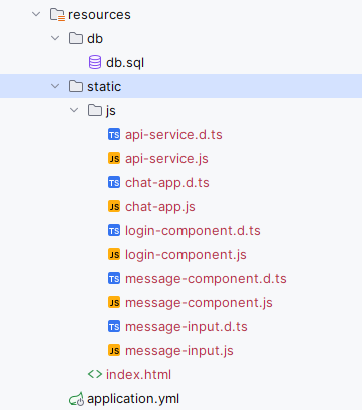 resources
db
db.sql
static
js
TS api-service.d.ts
JS api-service.js
TS chat-app.d.ts
JS chat-app.js
TS login-component.d.ts
JS login-component.js
TS message-component.d.ts
JS message-component.js
TS message-input.d.ts
JS message-input.js
<> index.html
application.yml